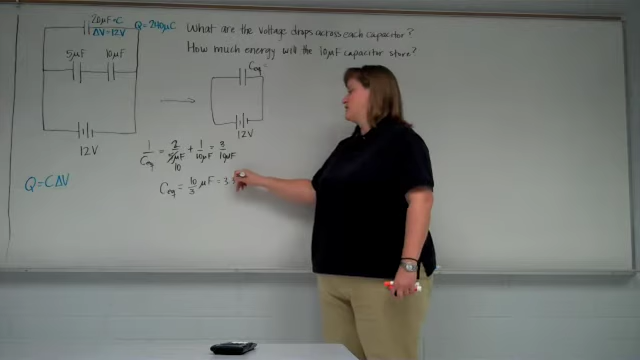 20μF=C
ΔV=12V
Q=240μC
What are the voltage drops across each capacitor?
How much energy will the 10μF capacitor store?
5μF
10μF
Ceq=
12V
12V
1/Ceq = 2/5μF + 1/10μF = 3/10μF
10
Q=CΔV
Ceq = 10/3 μF = 3.3